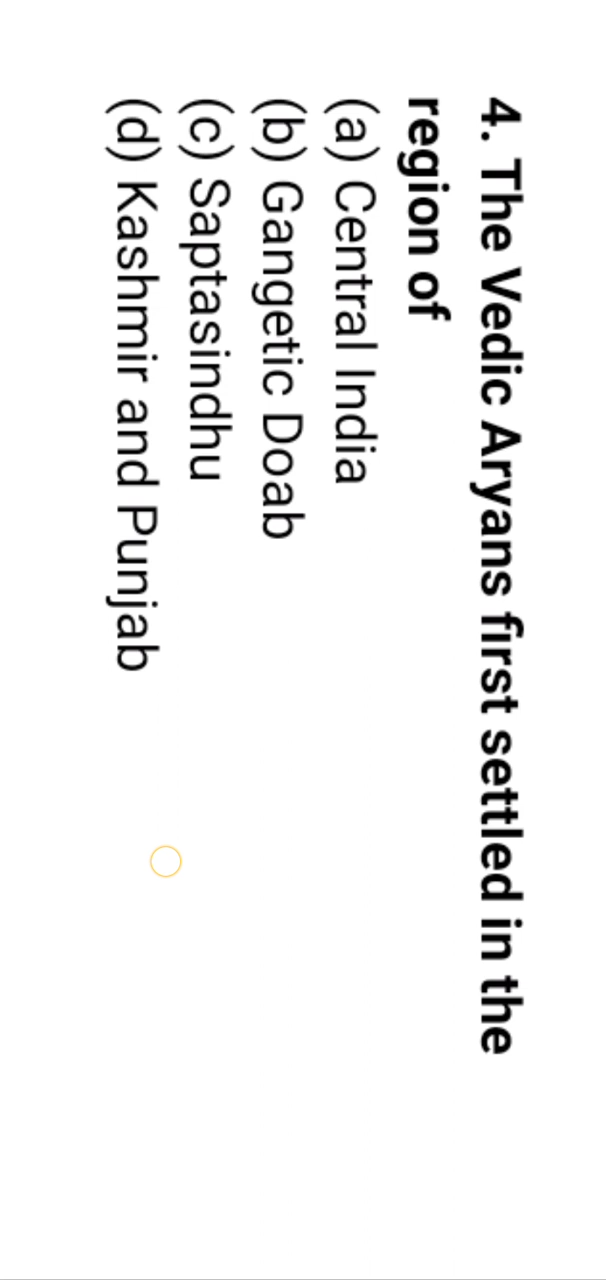 4. The Vedic Aryans first settled in the
region of
(a) Central India
(b) Gangetic Doab
(c) Saptasindhu
(d) Kashmir and Punjab